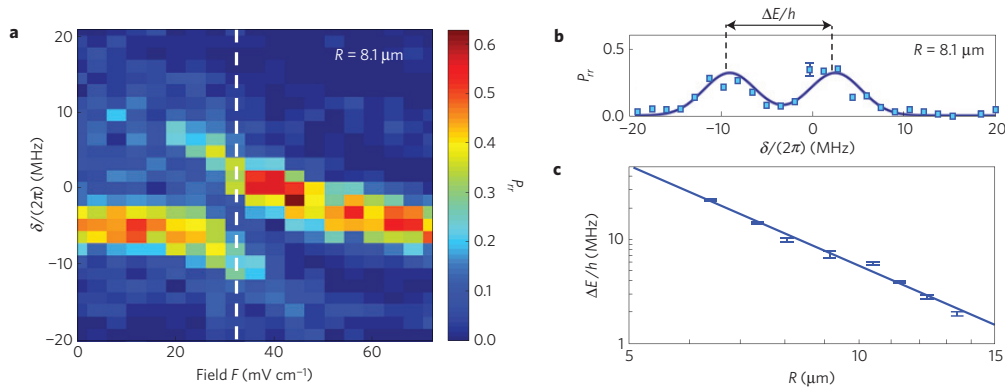 a
20
10
0
−10
−20
δ/(2π) (MHz)
R = 8.1 μm
0
20
40
60
Field F (mV cm⁻¹)
0.6
0.5
0.4
0.3
0.2
0.1
0.0
P_rr
b
ΔE/h
R = 8.1 μm
0.5
0.0
P_rr
−20
−10
0
10
20
δ/(2π) (MHz)
c
10
1
ΔE/h (MHz)
5
10
15
R (μm)